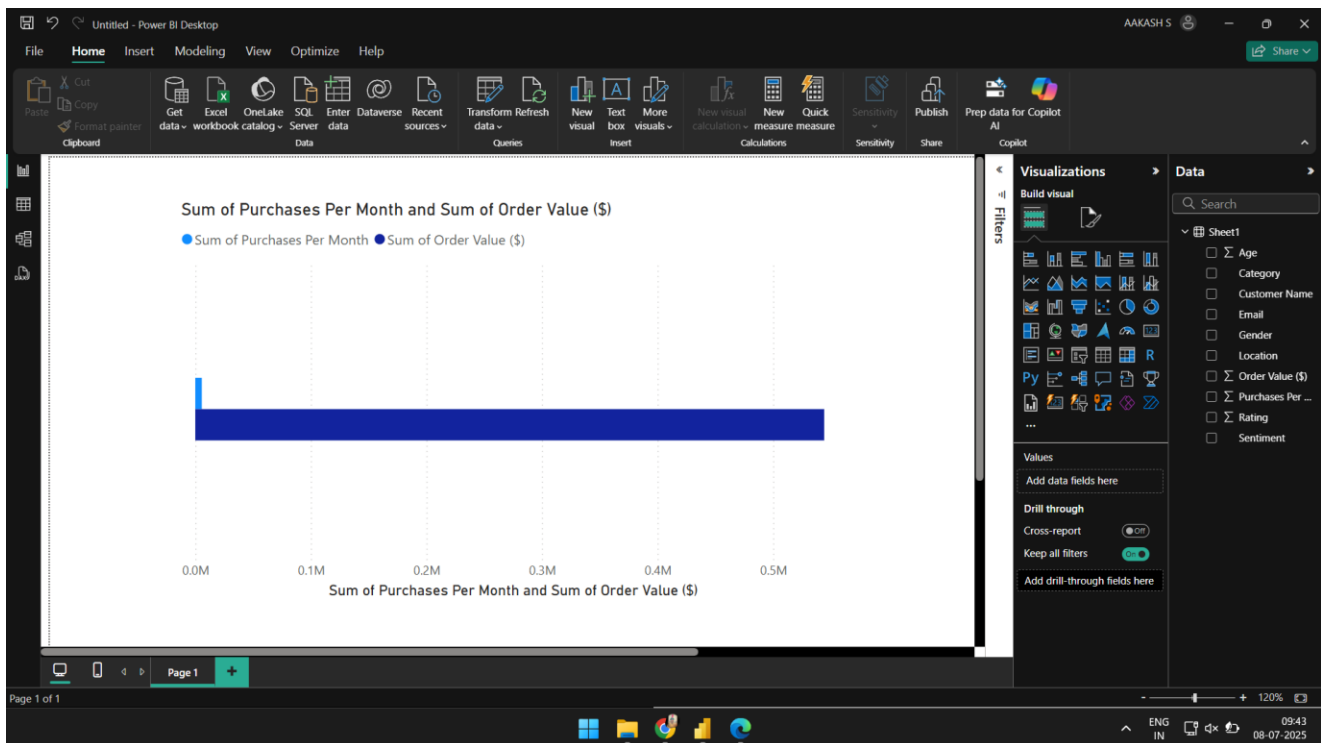 Untitled - Power BI Desktop
AAKASH S
File Home Insert Modeling View Optimize Help
Share
Paste
Cut
Copy
Format painter
Clipboard
Get data
Excel workbook
OneLake catalog
SQL Server
Enter data
Dataverse
Recent sources
Data
Transform data
Refresh
Queries
New visual
Text box
More visuals
Insert
New visual calculation
New measure
Quick measure
Calculations
Sensitivity
Sensitivity
Publish
Share
Prep data for AI
Copilot
Copilot
Sum of Purchases Per Month and Sum of Order Value ($)
Sum of Purchases Per Month Sum of Order Value ($)
0.0M 0.1M 0.2M 0.3M 0.4M 0.5M
Sum of Purchases Per Month and Sum of Order Value ($)
Filters
Visualizations
Build visual
R
Py
123
...
Values
Add data fields here
Drill through
Cross-report Off
Keep all filters On
Add drill-through fields here
Data
Search
Sheet1
Σ Age
Category
Customer Name
Email
Gender
Location
Σ Order Value ($)
Σ Purchases Per ...
Σ Rating
Sentiment
Page 1 +
Page 1 of 1
- + 120%
ENG
IN
09:43
08-07-2025